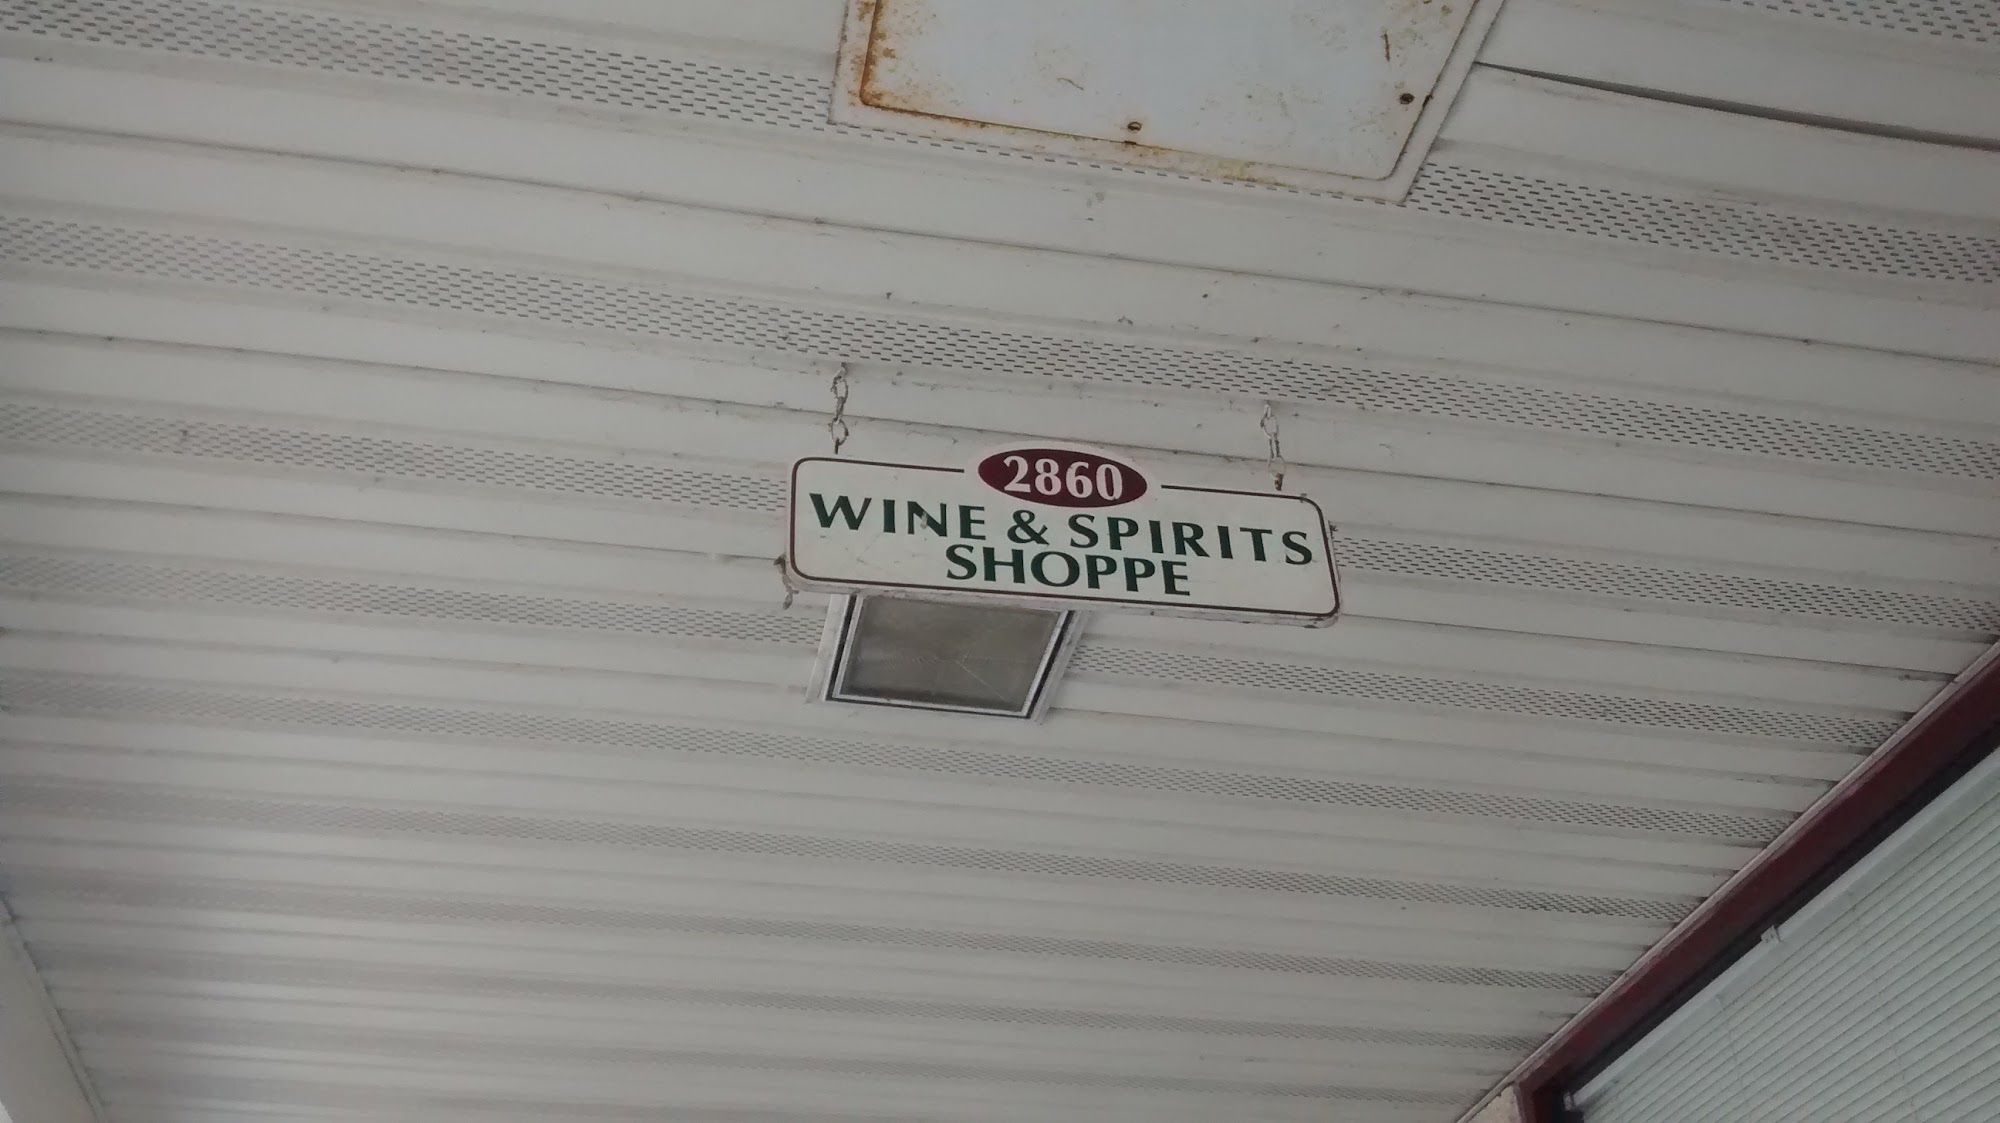 2860
WINE & SPIRITS
SHOPPE